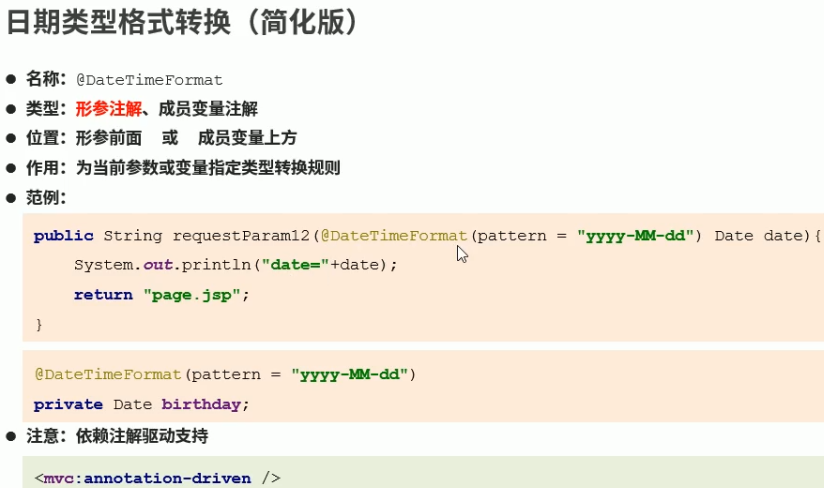 日期类型格式转换（简化版）
● 名称：@DateTimeFormat
● 类型：形参注解、成员变量注解
● 位置：形参前面 或 成员变量上方
● 作用：为当前参数或变量指定类型转换规则
● 范例：
public String requestParam12(@DateTimeFormat(pattern = "yyyy-MM-dd") Date date){
System.out.println("date="+date);
return "page.jsp";
}
@DateTimeFormat(pattern = "yyyy-MM-dd")
private Date birthday;
● 注意：依赖注解驱动支持
<mvc:annotation-driven />